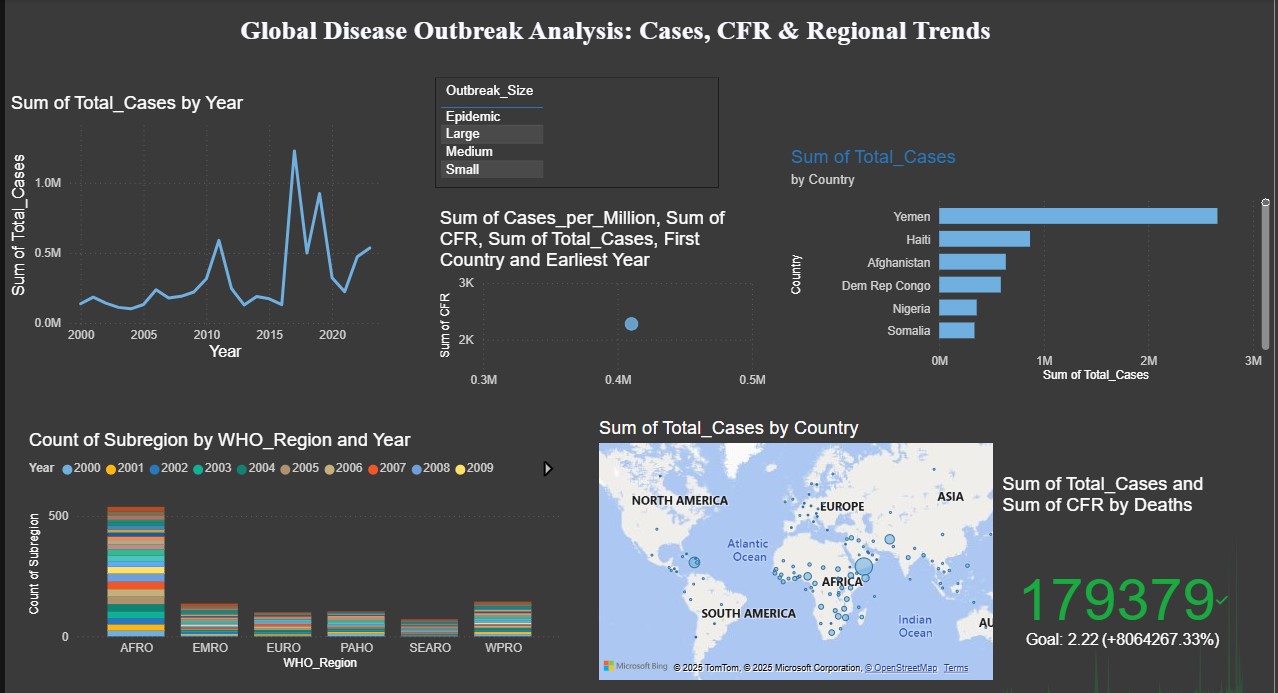 Global Disease Outbreak Analysis: Cases, CFR & Regional Trends
Sum of Total_Cases by Year
Sum of Total_Cases
1.0M
0.5M
0.0M
2000
2005
2010
2015
2020
Year
Outbreak_Size
Epidemic
Large
Medium
Small
Sum of Cases_per_Million, Sum of
CFR, Sum of Total_Cases, First
Country and Earliest Year
Sum of CFR
3K
2K
0.3M
0.4M
0.5M
Sum of Total_Cases
by Country
Country
Yemen
Haiti
Afghanistan
Dem Rep Congo
Nigeria
Somalia
0M
1M
2M
3M
Sum of Total_Cases
Count of Subregion by WHO_Region and Year
Year 2000 2001 2002 2003 2004 2005 2006 2007 2008 2009
Count of Subregion
500
0
AFRO
EMRO
EURO
PAHO
SEARO
WPRO
WHO_Region
Sum of Total_Cases by Country
NORTH AMERICA
EUROPE
ASIA
Atlantic
Ocean
AFRICA
SOUTH AMERICA
Indian
Ocean
AU
Microsoft Bing
© 2025 TomTom, © 2025 Microsoft Corporation, © OpenStreetMap Terms
Sum of Total_Cases and
Sum of CFR by Deaths
179379
Goal: 2.22 (+8064267.33%)